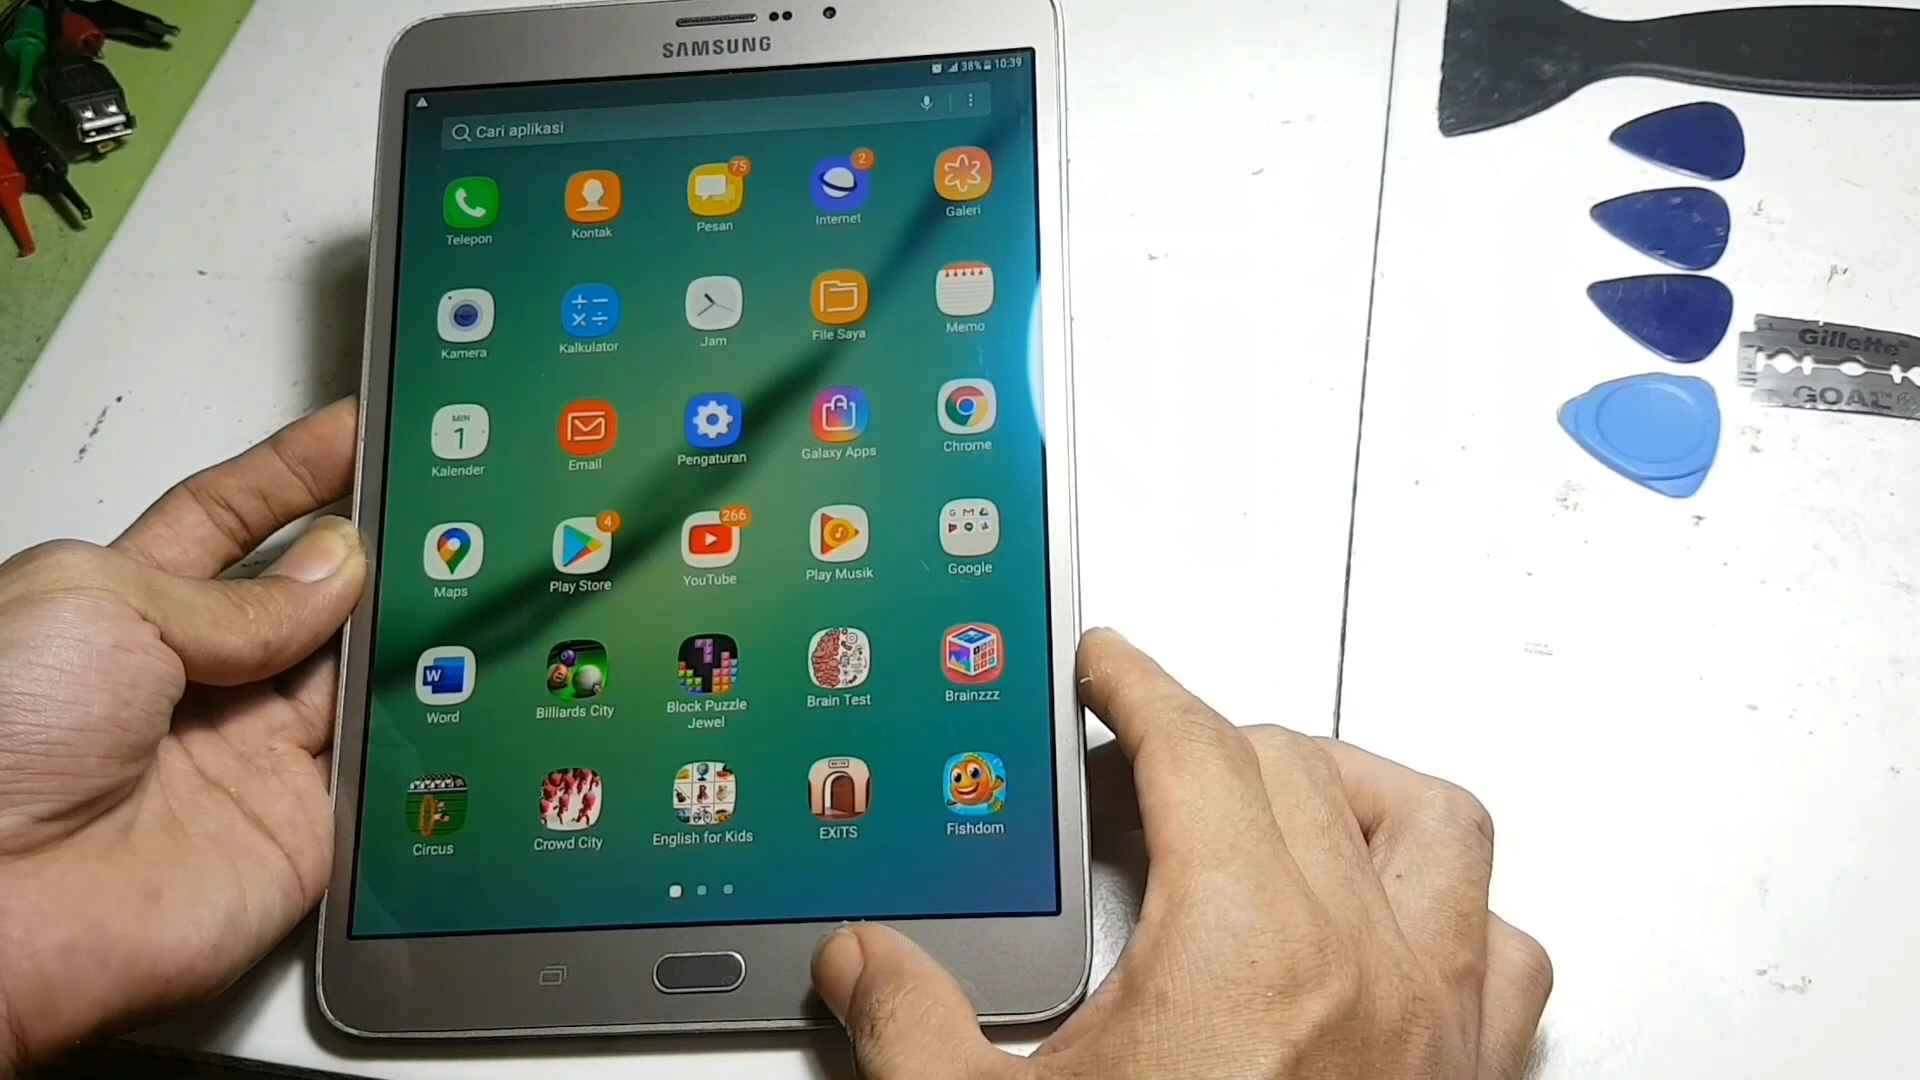 SAMSUNG
38% 10:39
Cari aplikasi
75
2
Telepon
Kontak
Pesan
Internet
Galeri
Kamera
Kalkulator
Jam
File Saya
Memo
MIN
1
Kalender
Email
Pengaturan
Galaxy Apps
Chrome
4
266
Maps
Play Store
YouTube
Play Musik
Google
W
Word
Billiards City
Block Puzzle
Jewel
Brain Test
Brainzzz
Circus
Crowd City
English for Kids
EXiTS
Fishdom
Gillette
GOAL